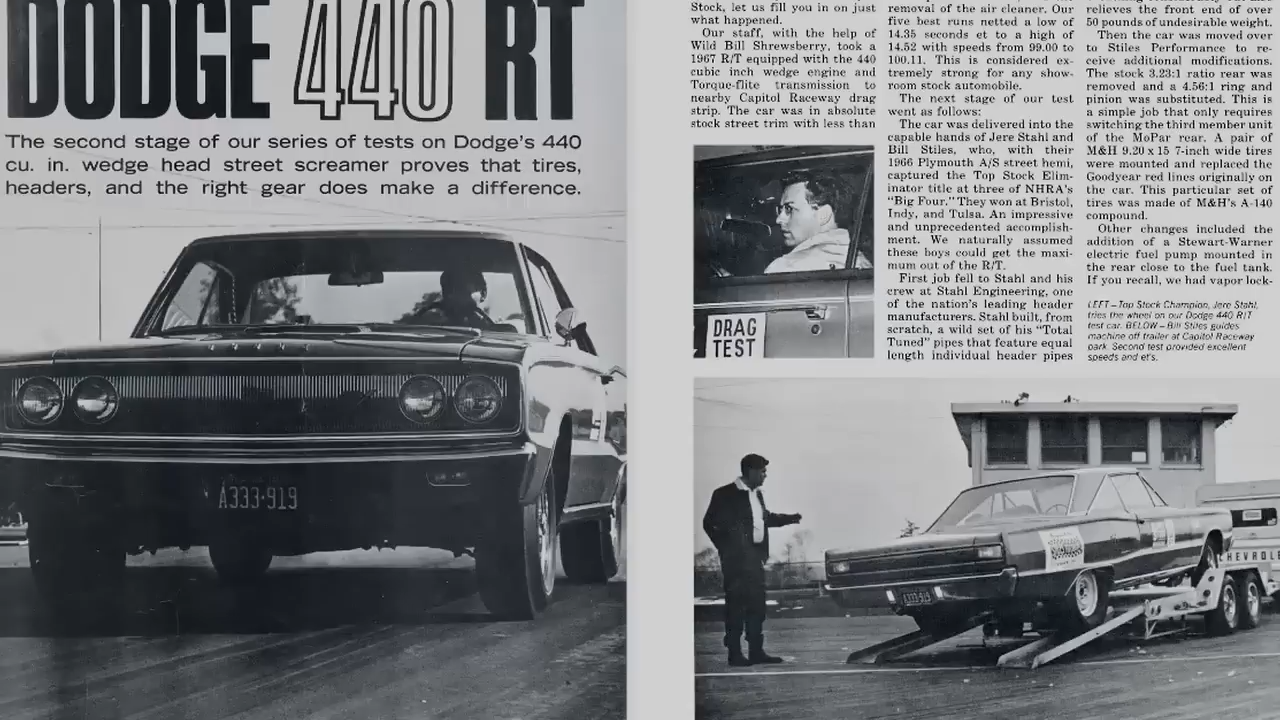 DODGE 440 RT
The second stage of our series of tests on Dodge's 440
cu. in. wedge head street screamer proves that tires,
headers, and the right gear does make a difference.
A333-919
Stock, let us fill you in on just
what happened.
Our staff, with the help of
Wild Bill Shrewsberry, took a
1967 R/T equipped with the 440
cubic inch wedge engine and
Torque-flite transmission to
nearby Capitol Raceway drag
strip. The car was in absolute
stock street trim with less than
DRAG
TEST
removal of the air cleaner. Our
five best runs netted a low of
14.35 seconds et to a high of
14.52 with speeds from 99.00 to
100.11. This is considered ex-
tremely strong for any show-
room stock automobile.
The next stage of our test
went as follows:
The car was delivered into the
capable hands of Jere Stahl and
Bill Stiles, who, with their
1966 Plymouth A/S street hemi,
captured the Top Stock Elim-
inator title at three of NHRA's
"Big Four." They won at Bristol,
Indy, and Tulsa. An impressive
and unprecedented accomplish-
ment. We naturally assumed
these boys could get the maxi-
mum out of the R/T.
First job fell to Stahl and his
crew at Stahl Engineering, one
of the nation's leading header
manufacturers. Stahl built, from
scratch, a wild set of his "Total
Tuned" pipes that feature equal
length individual header pipes
relieves the front end of over
50 pounds of undesirable weight.
Then the car was moved over
to Stiles Performance to re-
ceive additional modifications.
The stock 3.23:1 ratio rear was
removed and a 4.56:1 ring and
pinion was substituted. This is
a simple job that only requires
switching the third member unit
of the MoPar rear. A pair of
M&H 9.20 x 15 7-inch wide tires
were mounted and replaced the
Goodyear red lines originally on
the car. This particular set of
tires was made of M&H's A-140
compound.
Other changes included the
addition of a Stewart-Warner
electric fuel pump mounted in
the rear close to the fuel tank.
If you recall, we had vapor lock-
LEFT—Top Stock Champion, Jere Stahl,
tries the wheel on our Dodge 440 R/T
test car. BELOW—Bill Stiles guides
machine off trailer at Capitol Raceway
park. Second test provided excellent
speeds and et's.
A333-919
CHEVROLE